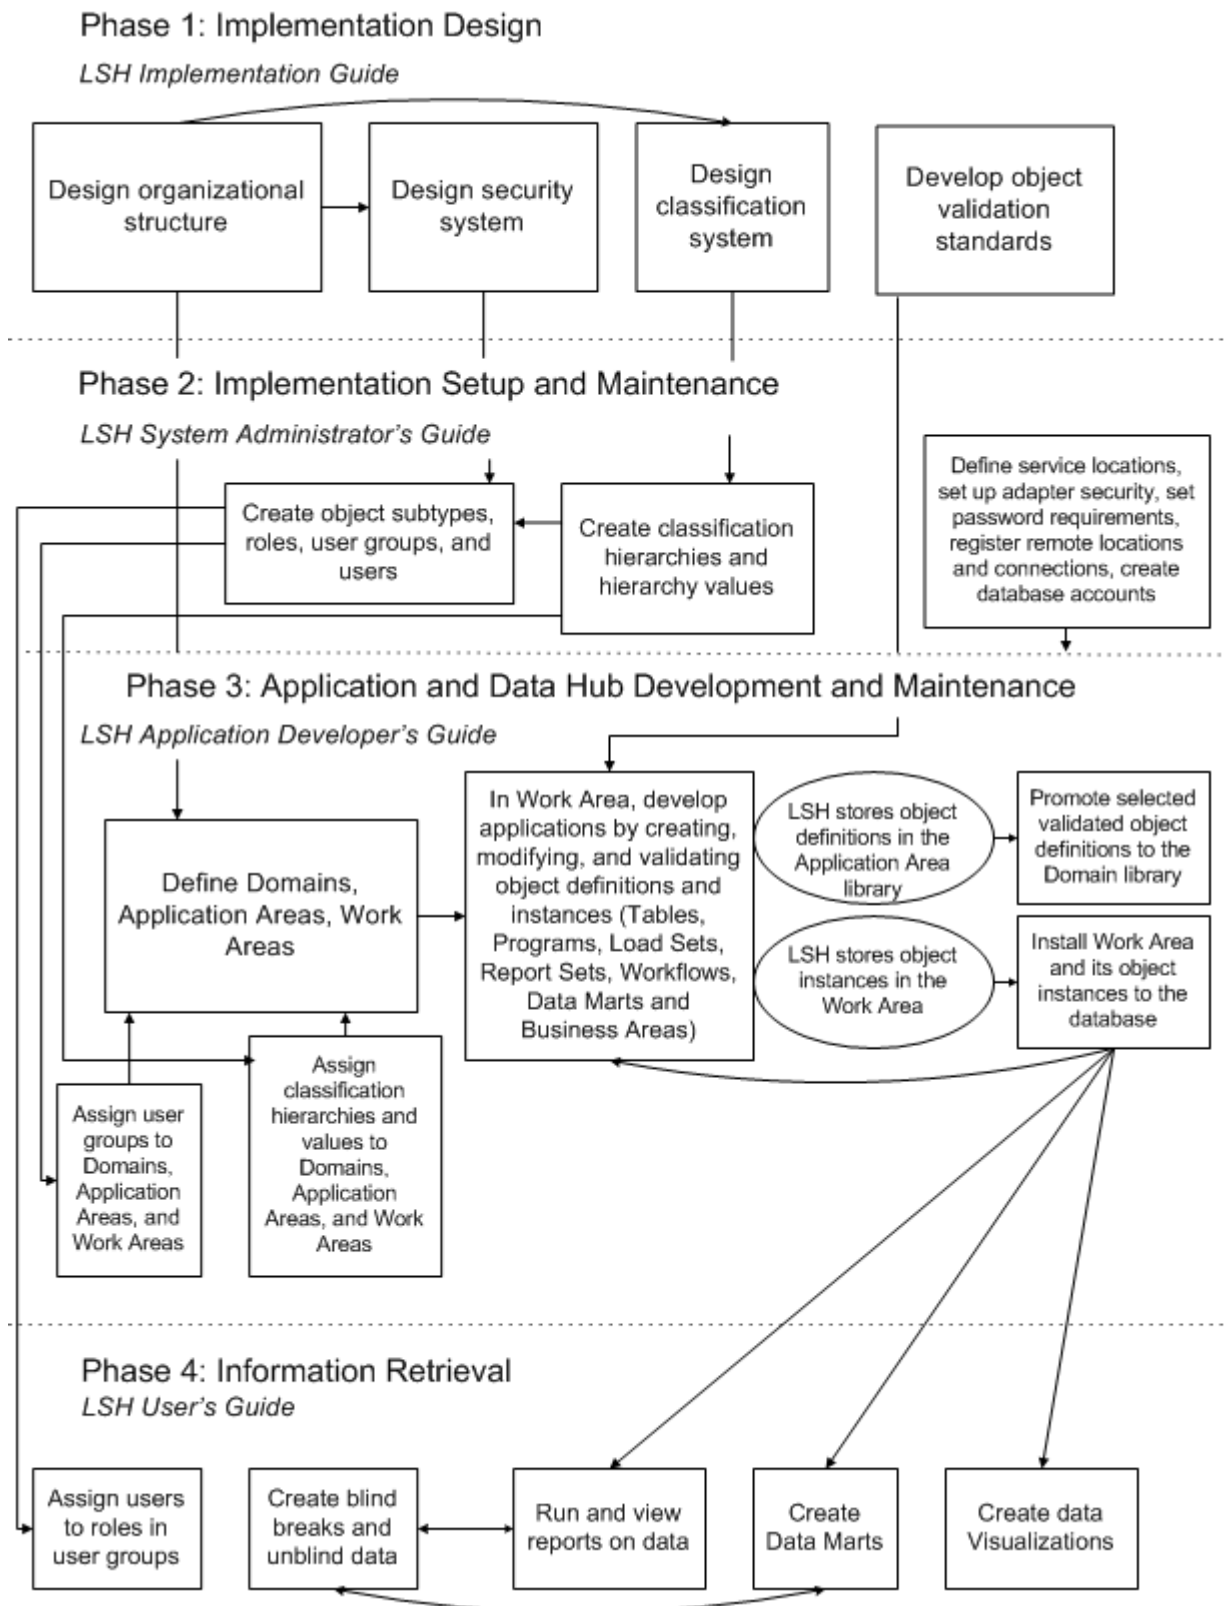 Phase 1: Implementation Design
LSH Implementation Guide
Design organizational
structure
Design security
system
Design
classification
system
Develop object
validation
standards
Phase 2: Implementation Setup and Maintenance
LSH System Administrator's Guide
Create object subtypes,
roles, user groups, and
users
Create classification
hierarchies and
hierarchy values
Define service locations,
set up adapter security, set
password requirements,
register remote locations
and connections, create
database accounts
Phase 3: Application and Data Hub Development and Maintenance
LSH Application Developer's Guide
Define Domains,
Application Areas, Work
Areas
In Work Area, develop
applications by creating,
modifying, and validating
object definitions and
instances (Tables,
Programs, Load Sets,
Report Sets, Workflows,
Data Marts and
Business Areas)
LSH stores object
definitions in the
Application Area
library
Promote selected
validated object
definitions to the
Domain library
LSH stores object
instances in the
Work Area
Install Work Area
and its object
instances to the
database
Assign user
groups to
Domains,
Application
Areas, and
Work Areas
Assign
classification
hierarchies and
values to
Domains,
Application
Areas, and Work
Areas
Phase 4: Information Retrieval
LSH User's Guide
Assign users
to roles in
user groups
Create blind
breaks and
unblind data
Run and view
reports on data
Create
Data Marts
Create data
Visualizations